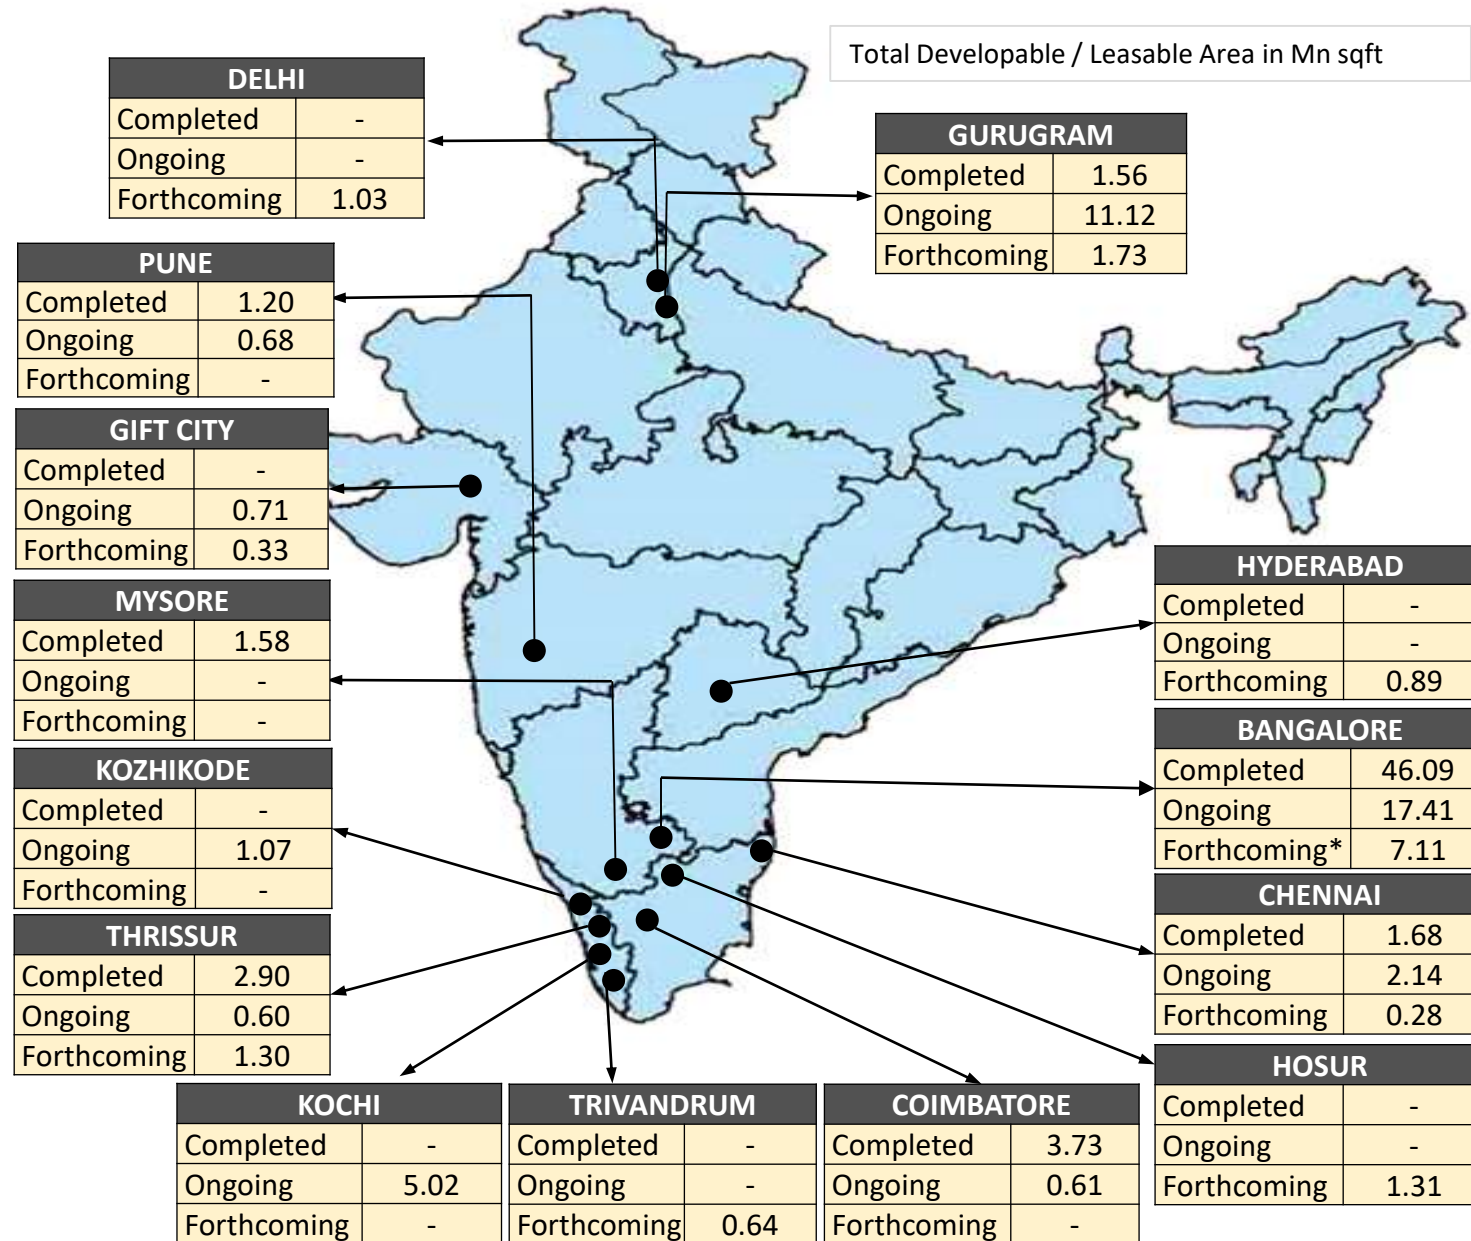 Total Developable / Leasable Area in Mn sqft
DELHI
Completed -
Ongoing -
Forthcoming 1.03
GURUGRAM
Completed 1.56
Ongoing 11.12
Forthcoming 1.73
PUNE
Completed 1.20
Ongoing 0.68
Forthcoming -
GIFT CITY
Completed -
Ongoing 0.71
Forthcoming 0.33
MYSORE
Completed 1.58
Ongoing -
Forthcoming -
KOZHIKODE
Completed -
Ongoing 1.07
Forthcoming -
THRISSUR
Completed 2.90
Ongoing 0.60
Forthcoming 1.30
HYDERABAD
Completed -
Ongoing -
Forthcoming 0.89
BANGALORE
Completed 46.09
Ongoing 17.41
Forthcoming* 7.11
CHENNAI
Completed 1.68
Ongoing 2.14
Forthcoming 0.28
HOSUR
Completed -
Ongoing -
Forthcoming 1.31
KOCHI
Completed -
Ongoing 5.02
Forthcoming -
TRIVANDRUM
Completed -
Ongoing -
Forthcoming 0.64
COIMBATORE
Completed 3.73
Ongoing 0.61
Forthcoming -